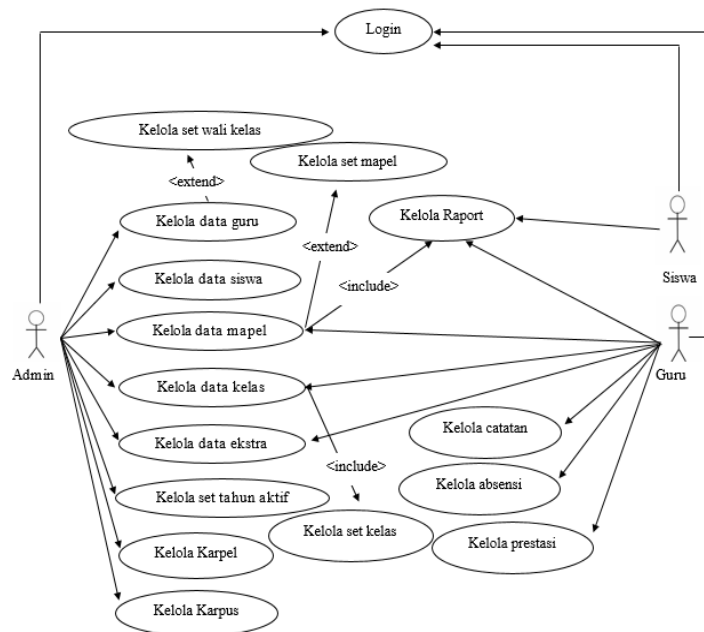 Login
Kelola set wali kelas
Kelola set mapel
<extend>
Kelola data guru
Kelola Raport
<extend>
Kelola data siswa
Siswa
<include>
Kelola data mapel
Admin
Guru
Kelola data kelas
Kelola catatan
Kelola data ekstra
<include>
Kelola absensi
Kelola set tahun aktif
Kelola set kelas
Kelola prestasi
Kelola Karpel
Kelola Karpus